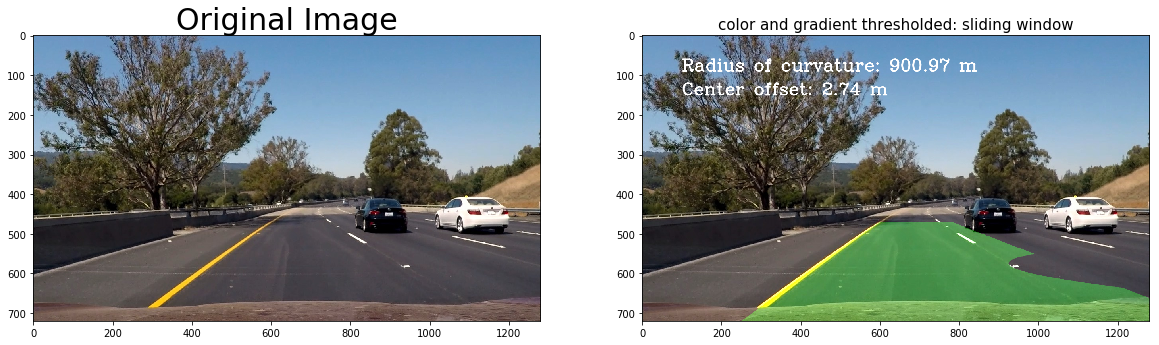 Original Image
0
100
200
300
400
500
600
700
0 200 400 600 800 1000 1200
color and gradient thresholded: sliding window
Radius of curvature: 900.97 m
Center offset: 2.74 m
0
100
200
300
400
500
600
700
0 200 400 600 800 1000 1200